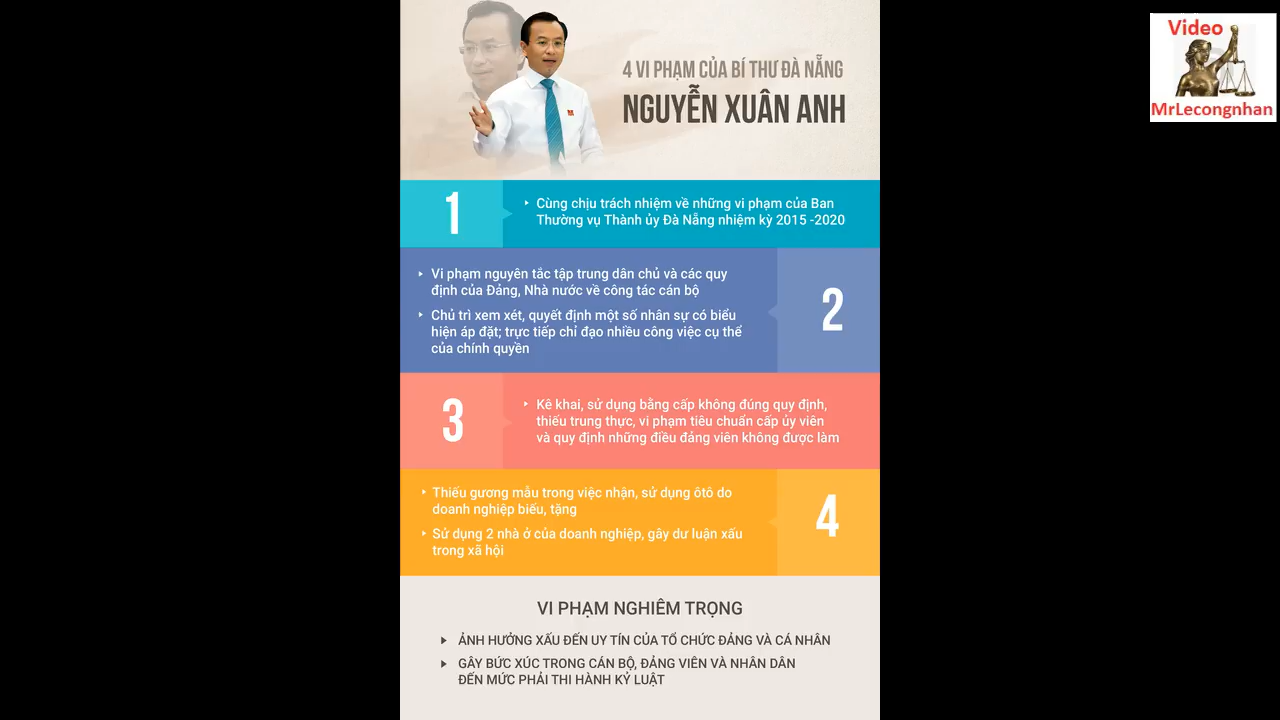 4 VI PHẠM CỦA BÍ THƯ ĐÀ NẴNG
NGUYỄN XUÂN ANH
1
Cùng chịu trách nhiệm về những vi phạm của Ban
Thường vụ Thành ủy Đà Nẵng nhiệm kỳ 2015 -2020
Vi phạm nguyên tắc tập trung dân chủ và các quy
định của Đảng, Nhà nước về công tác cán bộ
Chủ trì xem xét, quyết định một số nhân sự có biểu
hiện áp đặt; trực tiếp chỉ đạo nhiều công việc cụ thể
của chính quyền
2
3
Kê khai, sử dụng bằng cấp không đúng quy định,
thiếu trung thực, vi phạm tiêu chuẩn cấp ủy viên
và quy định những điều đảng viên không được làm
Thiếu gương mẫu trong việc nhận, sử dụng ôtô do
doanh nghiệp biếu, tặng
Sử dụng 2 nhà ở của doanh nghiệp, gây dư luận xấu
trong xã hội
4
VI PHẠM NGHIÊM TRỌNG
ẢNH HƯỞNG XẤU ĐẾN UY TÍN CỦA TỔ CHỨC ĐẢNG VÀ CÁ NHÂN
GÂY BỨC XÚC TRONG CÁN BỘ, ĐẢNG VIÊN VÀ NHÂN DÂN
ĐẾN MỨC PHẢI THI HÀNH KỶ LUẬT
Video
MrLecongnhan